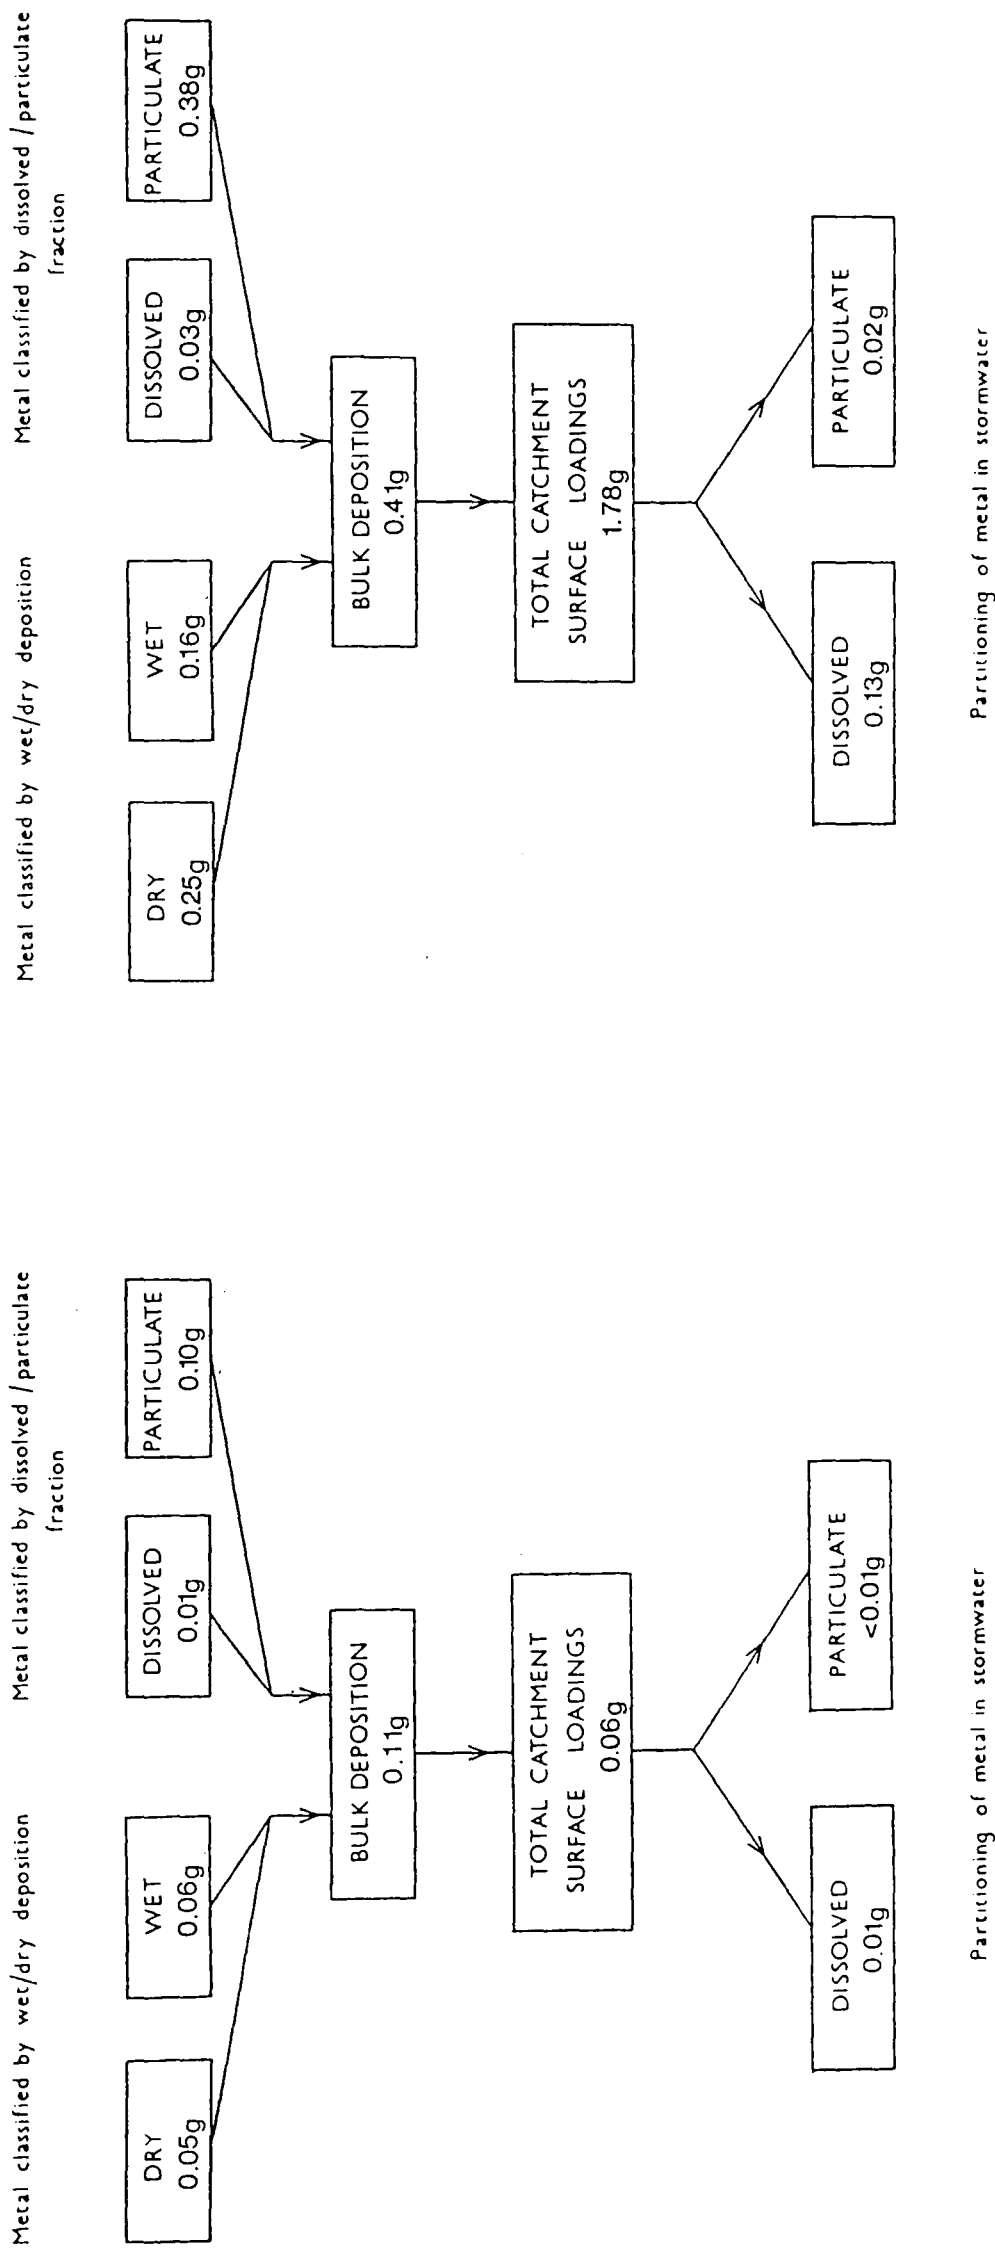 Metal classified by wet/dry deposition
Metal classified by dissolved / particulate
fraction
DRY
0.05g
WET
0.06g
DISSOLVED
0.01g
PARTICULATE
0.10g
BULK DEPOSITION
0.11g
TOTAL CATCHMENT
SURFACE LOADINGS
0.06g
DISSOLVED
0.01g
PARTICULATE
<0.01g
Partitioning of metal in stormwater
Metal classified by wet/dry deposition
Metal classified by dissolved / particulate
fraction
DRY
0.25g
WET
0.16g
DISSOLVED
0.03g
PARTICULATE
0.38g
BULK DEPOSITION
0.41g
TOTAL CATCHMENT
SURFACE LOADINGS
1.78g
DISSOLVED
0.13g
PARTICULATE
0.02g
Partitioning of metal in stormwater